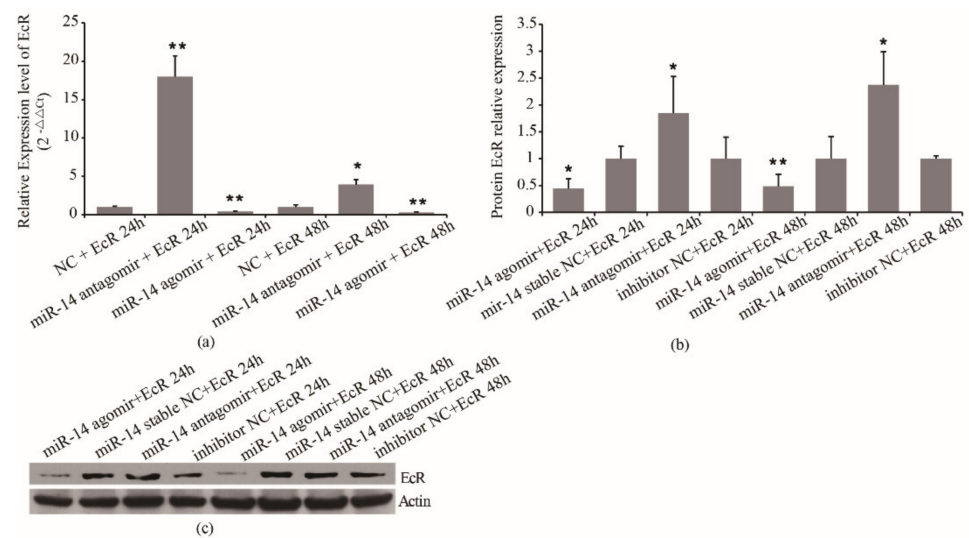 Relative Expression level of EcR
(2 -△△Ct)
25
20
15
10
5
0
** 
**
*
**
NC + EcR 24h
miR-14 antagomir + EcR 24h
miR-14 agomir + EcR 24h
NC + EcR 48h
miR-14 antagomir + EcR 48h
miR-14 agomir + EcR 48h
(a)
Protein EcR relative expression
3.5
3
2.5
2
1.5
1
0.5
0
*
*
**
*
miR-14 agomir+EcR 24h
mir-14 stable NC+EcR 24h
miR-14 antagomir+EcR 24h
inhibitor NC+EcR 24h
miR-14 agomir+EcR 48h
miR-14 stable NC+EcR 48h
miR-14 antagomir+EcR 48h
inhibitor NC+EcR 48h
(b)
miR-14 agomir+EcR 24h
miR-14 stable NC+EcR 24h
miR-14 antagomir+EcR 24h
inhibitor NC+EcR 24h
miR-14 agomir+EcR 48h
miR-14 stable NC+EcR 48h
miR-14 antagomir+EcR 48h
inhibitor NC+EcR 48h
EcR
Actin
(c)